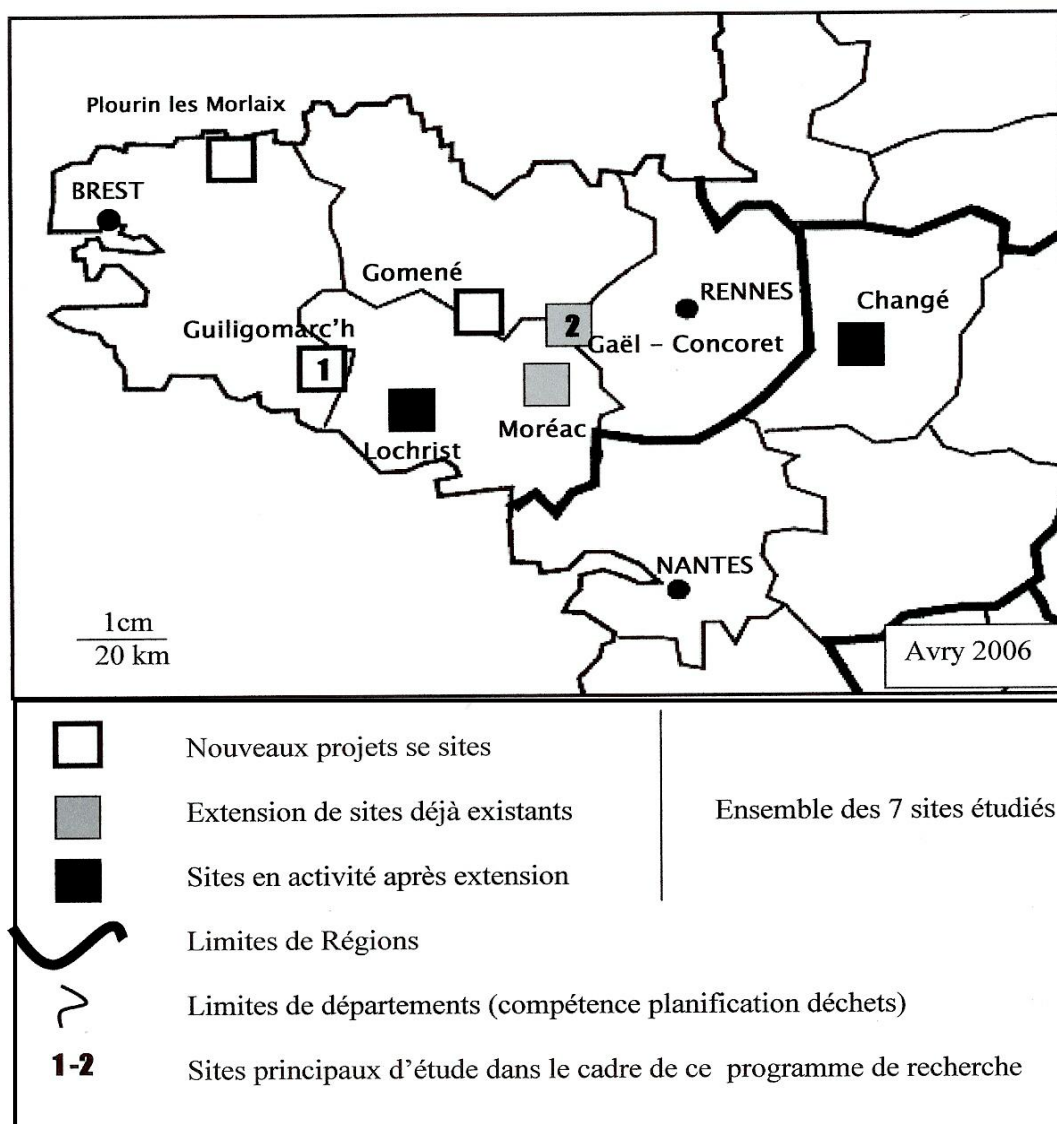 Plourin les Morlaix
BREST
Gomené
RENNES
Changé
Guiligomarc'h
2
Gaël – Concoret
1
Moréac
Lochrist
NANTES
1cm
20 km
Avry 2006
Nouveaux projets se sites
Extension de sites déjà existants
Ensemble des 7 sites étudiés
Sites en activité après extension
Limites de Régions
Limites de départements (compétence planification déchets)
1-2
Sites principaux d'étude dans le cadre de ce programme de recherche